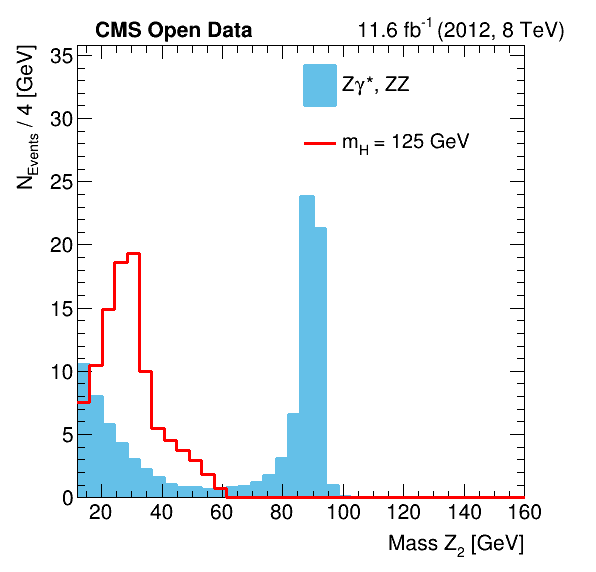 CMS Open Data 11.6 fb⁻¹ (2012, 8 TeV)
N_Events / 4 [GeV]
35
30
25
20
15
10
5
0
Zγ*, ZZ
m_H = 125 GeV
20 40 60 80 100 120 140 160
Mass Z₂ [GeV]